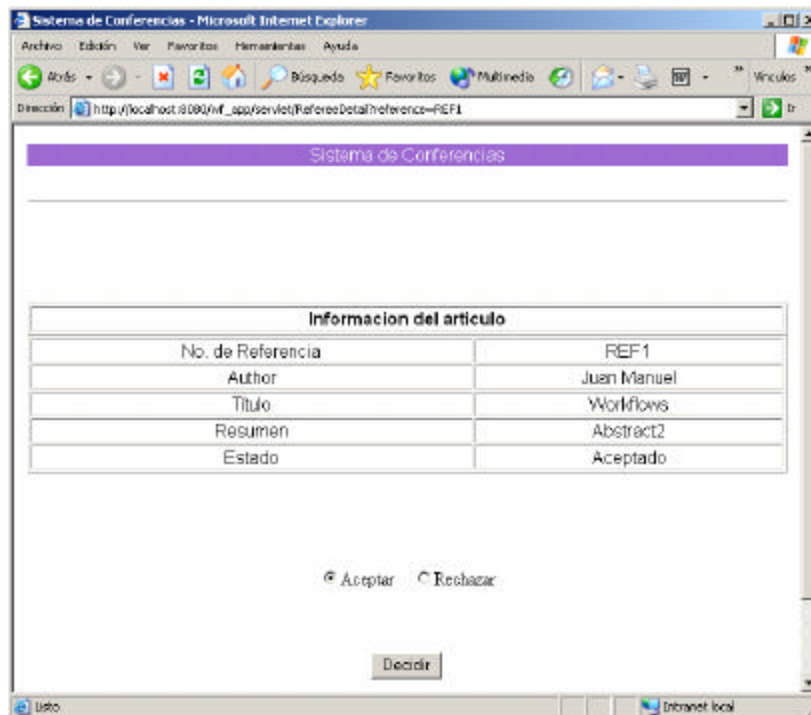 Sistema de Conferencias - Microsoft Internet Explorer
Archivo Edición Ver Favoritos Herramientas Ayuda
Atrás Búsqueda Favoritos Multimedia Vínculos
Dirección http://localhost:8080/wf_app/servlet/RefereeDetail?reference=REF1 Ir
Sistema de Conferencias
Informacion del articulo
No. de Referencia REF1
Author Juan Manuel
Título Workflows
Resumen Abstract2
Estado Aceptado
Aceptar Rechazar
Decidir
Listo Intranet local